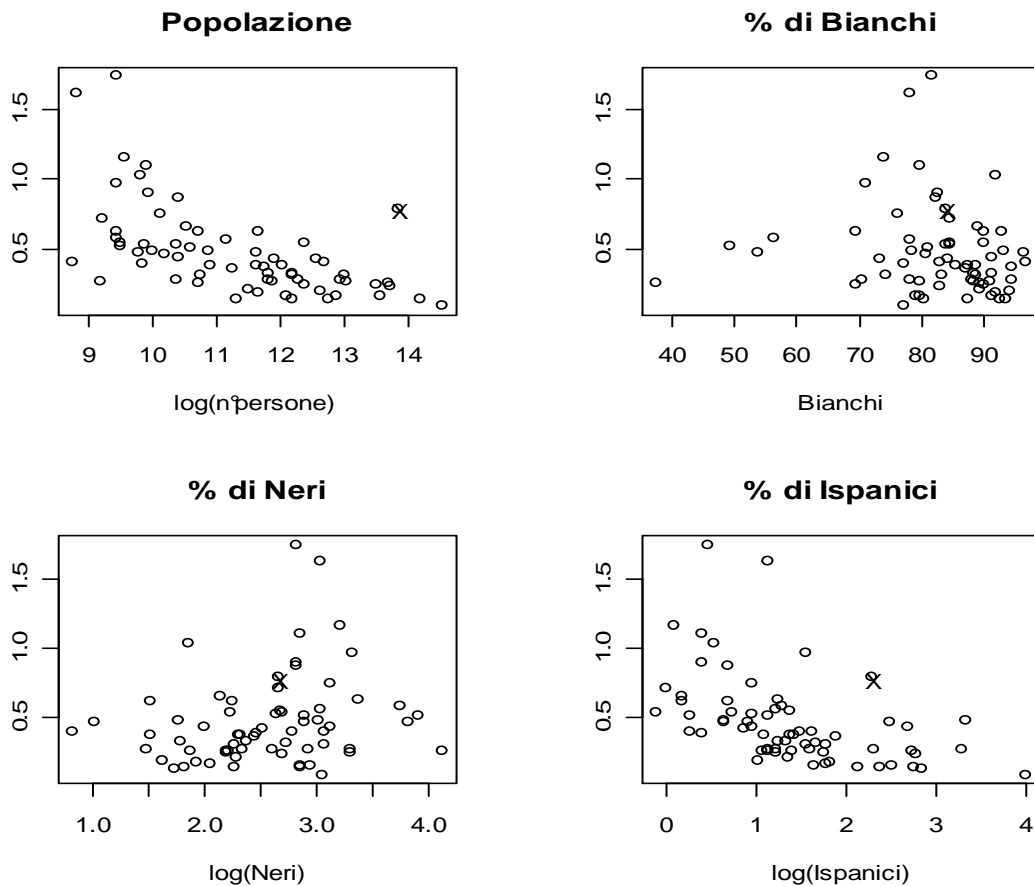 Popolazione
% di Bianchi
0.5 1.0 1.5
0.5 1.0 1.5
9 10 11 12 13 14
40 50 60 70 80 90
log(n°persone)
Bianchi
% di Neri
% di Ispanici
0.5 1.0 1.5
0.5 1.0 1.5
1.0 2.0 3.0 4.0
0 1 2 3 4
log(Neri)
log(Ispanici)